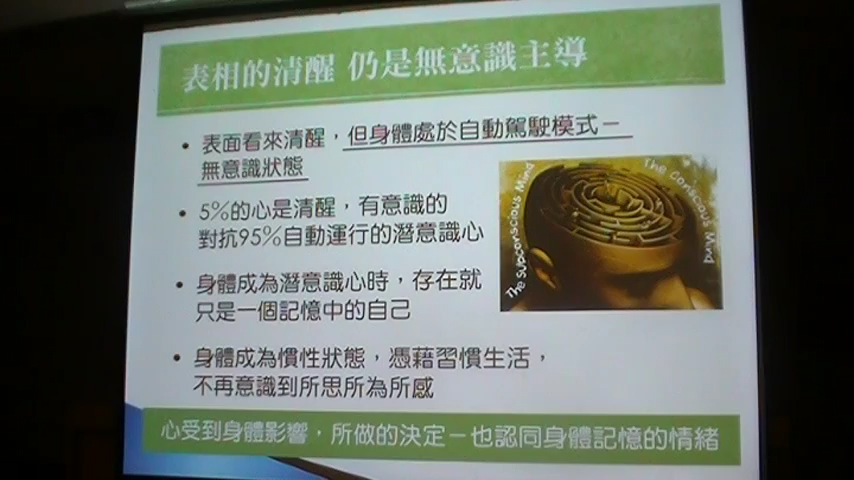 表相的清醒 仍是無意識主導
• 表面看來清醒，但身體處於自動駕駛模式－
無意識狀態
• 5%的心是清醒，有意識的
對抗95%自動運行的潛意識心
• 身體成為潛意識心時，存在就
只是一個記憶中的自己
• 身體成為慣性狀態，憑藉習慣生活，
不再意識到所思所為所感
The Subconscious Mind
The Conscious Mind
心受到身體影響，所做的決定－也認同身體記憶的情緒